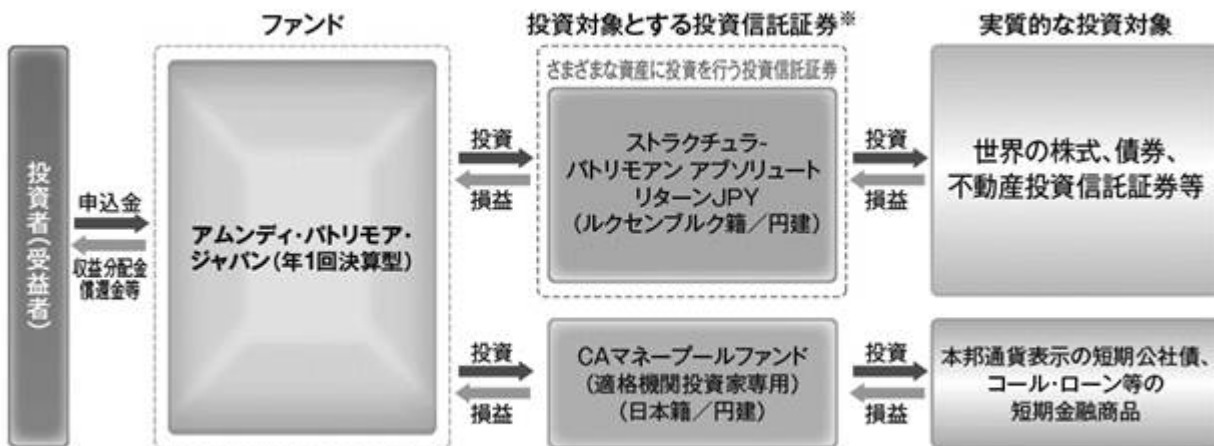 ファンド
投資対象とする投資信託証券※
実質的な投資対象
投資者(受益者)
申込金
収益分配金
償還金等
アムンディ・パトリモア・
ジャパン(年1回決算型)
投資
損益
さまざまな資産に投資を行う投資信託証券
ストラクチュラ-
パトリモアン アブソリュート
リターンJPY
(ルクセンブルク籍/円建)
投資
損益
世界の株式、債券、
不動産投資信託証券等
投資
損益
CAマネープールファンド
(適格機関投資家専用)
(日本籍/円建)
投資
損益
本邦通貨表示の短期公社債、
コール・ローン等の
短期金融商品